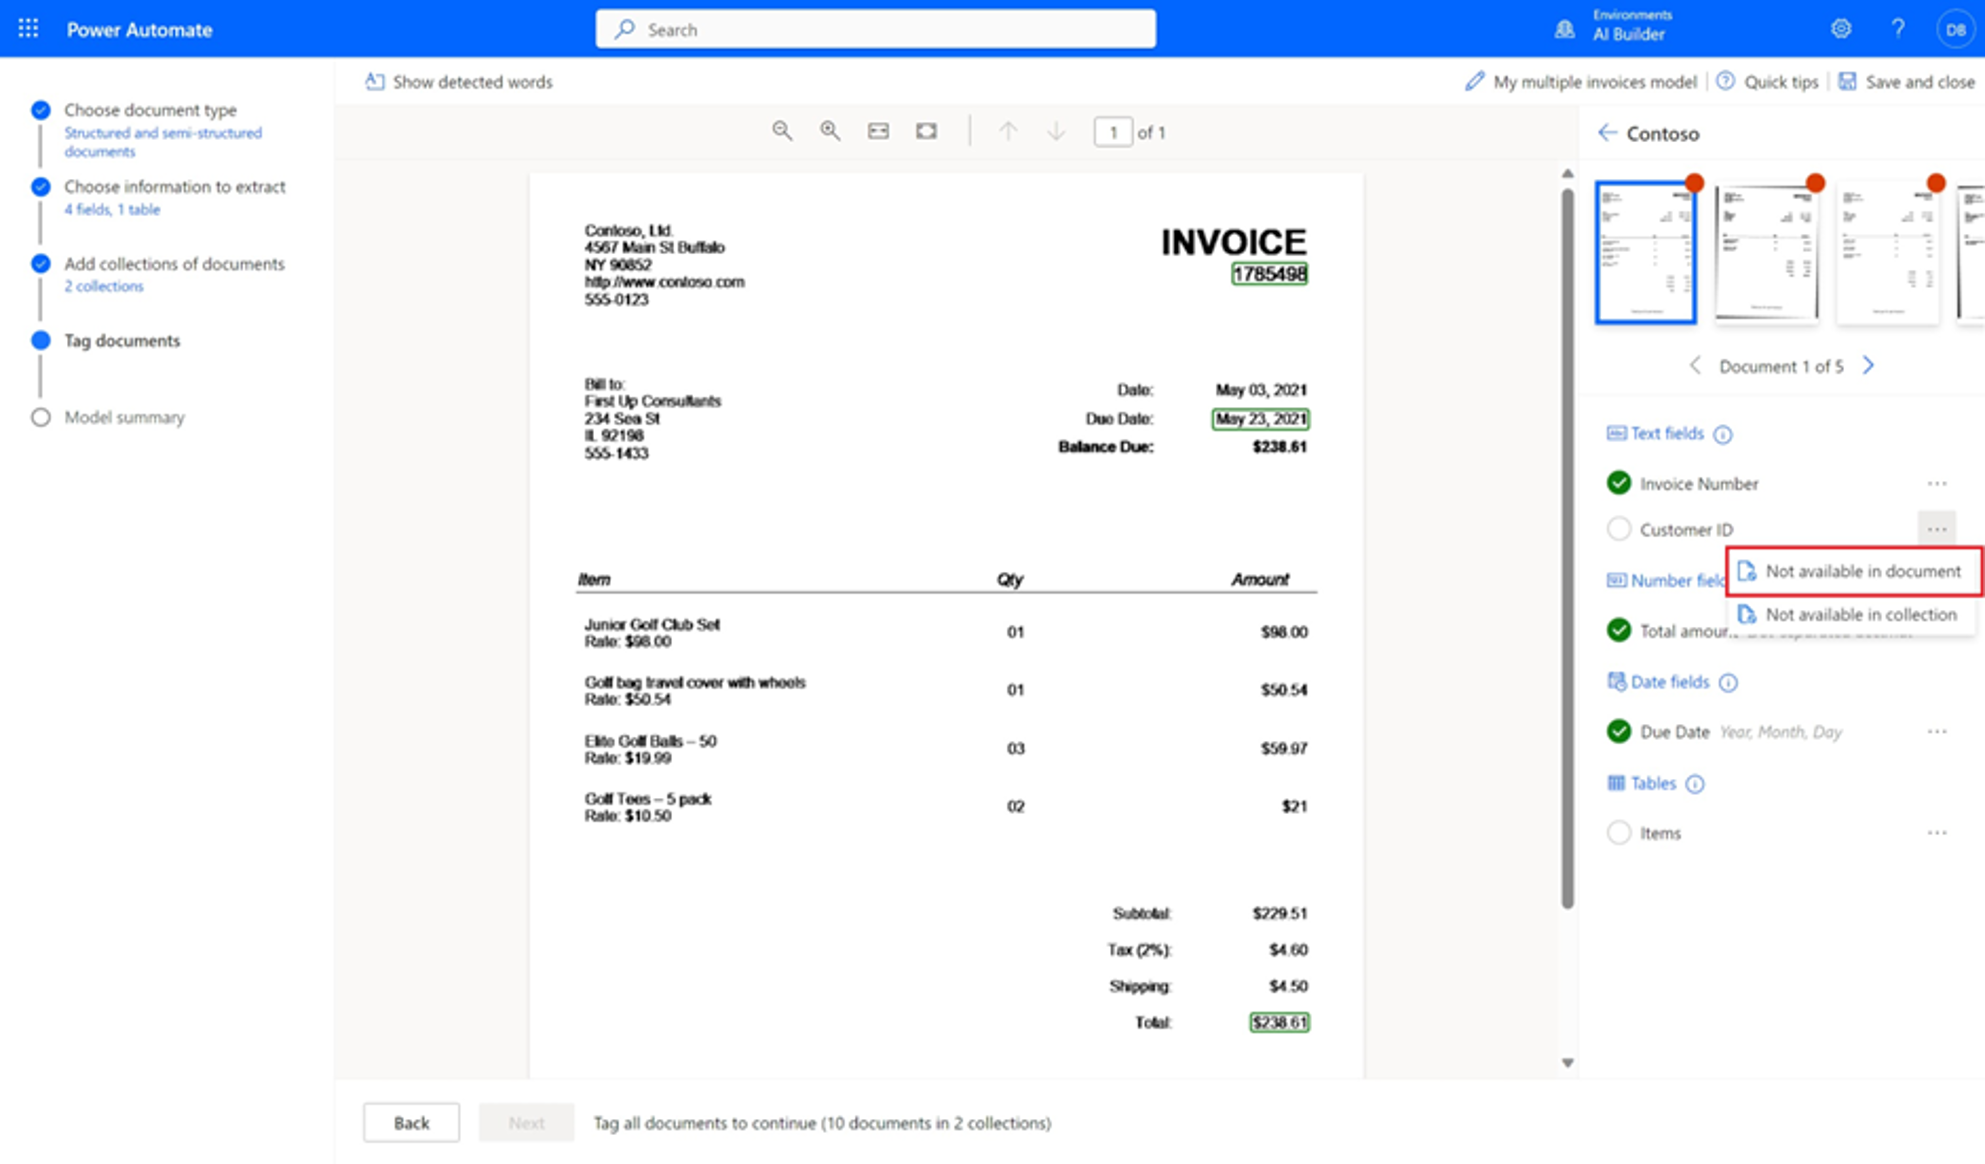 Power Automate
Search
Environments
AI Builder
?
DB
Choose document type
Structured and semi-structured
documents
Choose information to extract
4 fields, 1 table
Add collections of documents
2 collections
Tag documents
Model summary
Show detected words
My multiple invoices model
Quick tips
Save and close
1 of 1
Contoso, Ltd.
4567 Main St Buffalo
NY 90852
http://www.contoso.com
555-0123
INVOICE
1785498
Bill to:
First Up Consultants
234 Sea St
IL 92198
555-1433
Date: May 03, 2021
Due Date: May 23, 2021
Balance Due: $238.61
Item Qty Amount
Junior Golf Club Set
Rate: $98.00
01 $98.00
Golf bag travel cover with wheels
Rate: $50.54
01 $50.54
Elite Golf Balls – 50
Rate: $19.99
03 $59.97
Golf Tees – 5 pack
Rate: $10.50
02 $21
Subtotal: $229.51
Tax (2%): $4.60
Shipping: $4.50
Total: $238.61
Contoso
Document 1 of 5
Text fields
Invoice Number ...
Customer ID ...
Not available in document
Number field
Not available in collection
Total amoun
Date fields
Due Date Year, Month, Day ...
Tables
Items ...
Back
Next
Tag all documents to continue (10 documents in 2 collections)